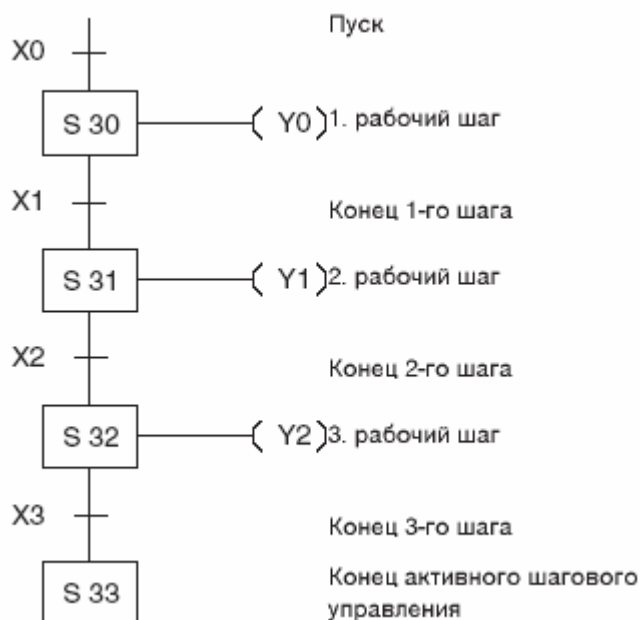 Пуск
X0
S 30
( Y0 ) 1. рабочий шаг
X1
Конец 1-го шага
S 31
( Y1 ) 2. рабочий шаг
X2
Конец 2-го шага
S 32
( Y2 ) 3. рабочий шаг
X3
Конец 3-го шага
S 33
Конец активного шагового
управления